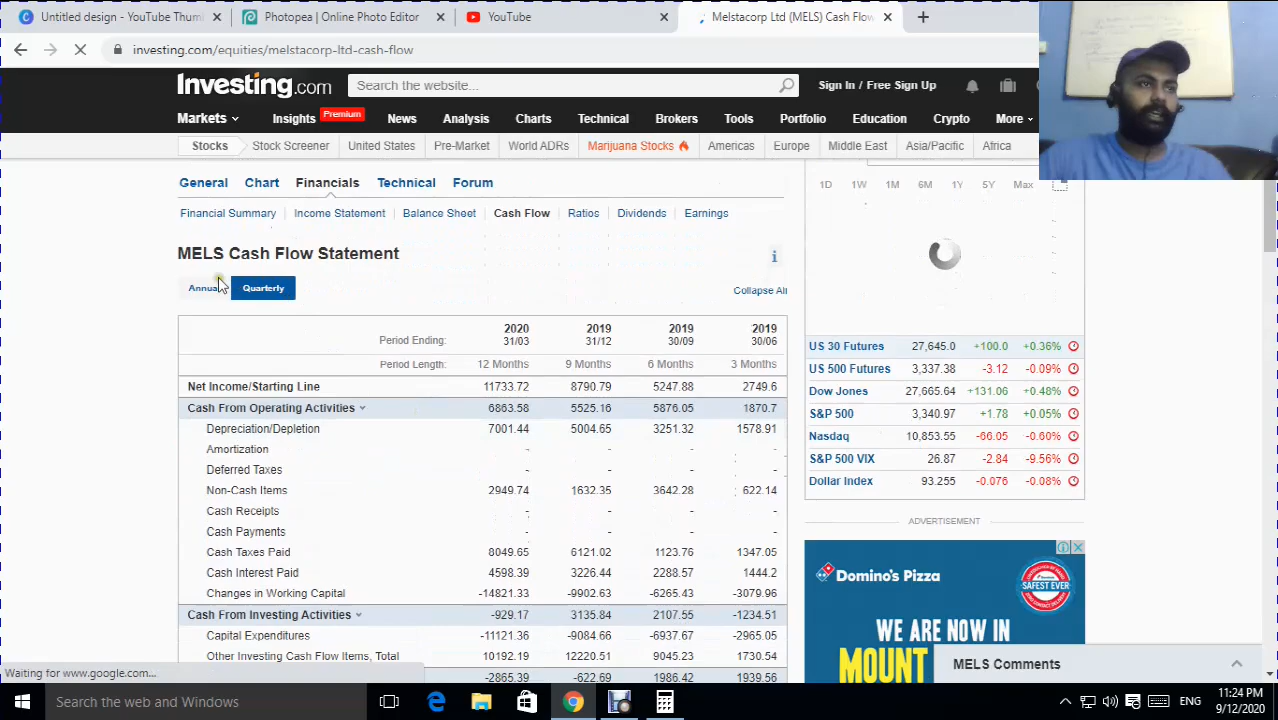 Untitled design - YouTube Thum
Photopea | Online Photo Editor
YouTube
Melstacorp Ltd (MELS) Cash Flow
investing.com/equities/melstacorp-ltd-cash-flow
Investing.com
Search the website...
Sign In / Free Sign Up
Markets
Insights
Premium
News
Analysis
Charts
Technical
Brokers
Tools
Portfolio
Education
Crypto
More
Stocks
Stock Screener
United States
Pre-Market
World ADRs
Marijuana Stocks
Americas
Europe
Middle East
Asia/Pacific
Africa
General
Chart
Financials
Technical
Forum
1D 1W 1M 6M 1Y 5Y Max
Financial Summary
Income Statement
Balance Sheet
Cash Flow
Ratios
Dividends
Earnings
MELS Cash Flow Statement
Annual
Quarterly
Collapse All
Period Ending: 2020 31/03 2019 31/12 2019 30/09 2019 30/06
Period Length: 12 Months 9 Months 6 Months 3 Months
Net Income/Starting Line 11733.72 8790.79 5247.88 2749.6
Cash From Operating Activities 6863.58 5525.16 5876.05 1870.7
Depreciation/Depletion 7001.44 5004.65 3251.32 1578.91
Amortization - - - -
Deferred Taxes - - - -
Non-Cash Items 2949.74 1632.35 3642.28 622.14
Cash Receipts - - - -
Cash Payments - - - -
Cash Taxes Paid 8049.65 6121.02 1123.76 1347.05
Cash Interest Paid 4598.39 3226.44 2288.57 1444.2
Changes in Working Capital -14821.33 -9902.63 -6265.43 -3079.96
Cash From Investing Activities -929.17 3135.84 2107.55 -1234.51
Capital Expenditures -11121.36 -9084.66 -6937.67 -2965.05
Other Investing Cash Flow Items, Total 10192.19 12220.51 9045.23 1730.54
-2865.39 -622.69 1986.42 1939.56
US 30 Futures 27,645.0 +100.0 +0.36%
US 500 Futures 3,337.38 -3.12 -0.09%
Dow Jones 27,665.64 +131.06 +0.48%
S&P 500 3,340.97 +1.78 +0.05%
Nasdaq 10,853.55 -66.05 -0.60%
S&P 500 VIX 26.87 -2.84 -9.56%
Dollar Index 93.255 -0.076 -0.08%
ADVERTISEMENT
Domino's Pizza
SAFEST EVER
WE ARE NOW IN
MOUNT
MELS Comments
Waiting for www.google.com...
Search the web and Windows
ENG
11:24 PM
9/12/2020